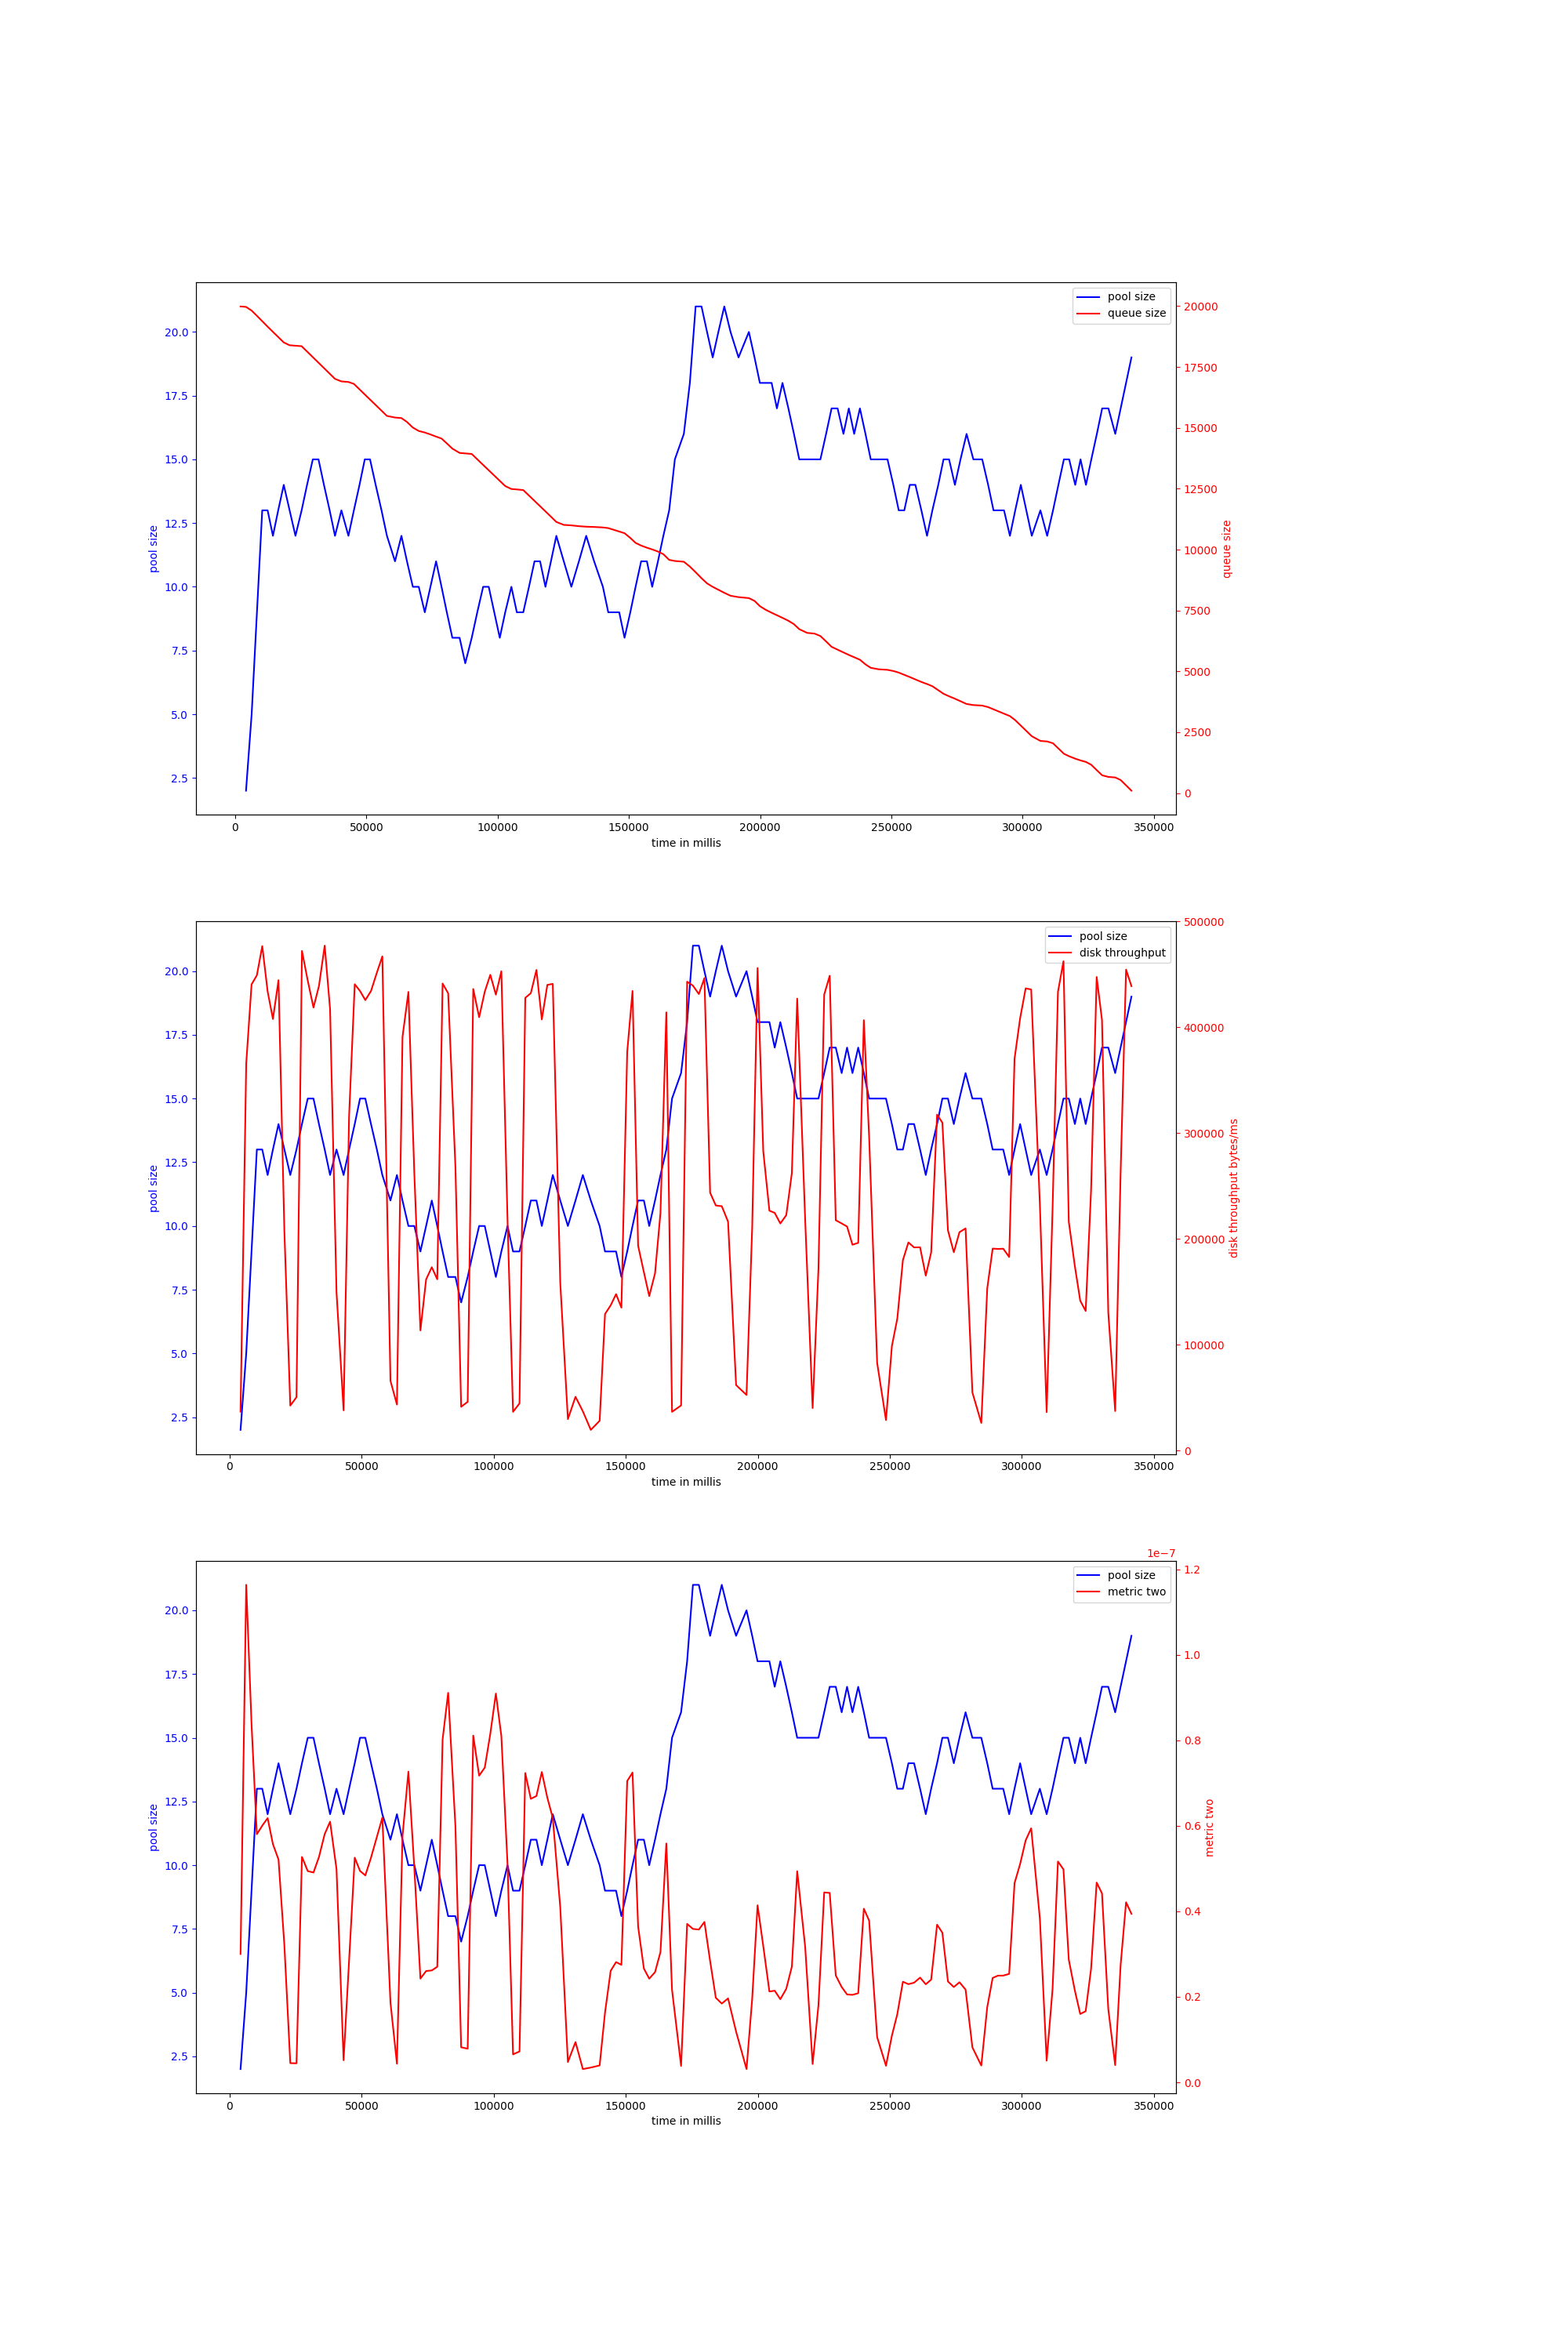 pool size
queue size
20.0
17.5
15.0
12.5
10.0
7.5
5.0
2.5
pool size
20000
17500
15000
12500
10000
7500
5000
2500
0
queue size
0 50000 100000 150000 200000 250000 300000 350000
time in millis
pool size
disk throughput
20.0
17.5
15.0
12.5
10.0
7.5
5.0
2.5
pool size
500000
400000
300000
200000
100000
0
disk throughput bytes/ms
0 50000 100000 150000 200000 250000 300000 350000
time in millis
1e−7
pool size
metric two
20.0
17.5
15.0
12.5
10.0
7.5
5.0
2.5
pool size
1.2
1.0
0.8
0.6
0.4
0.2
0.0
metric two
0 50000 100000 150000 200000 250000 300000 350000
time in millis